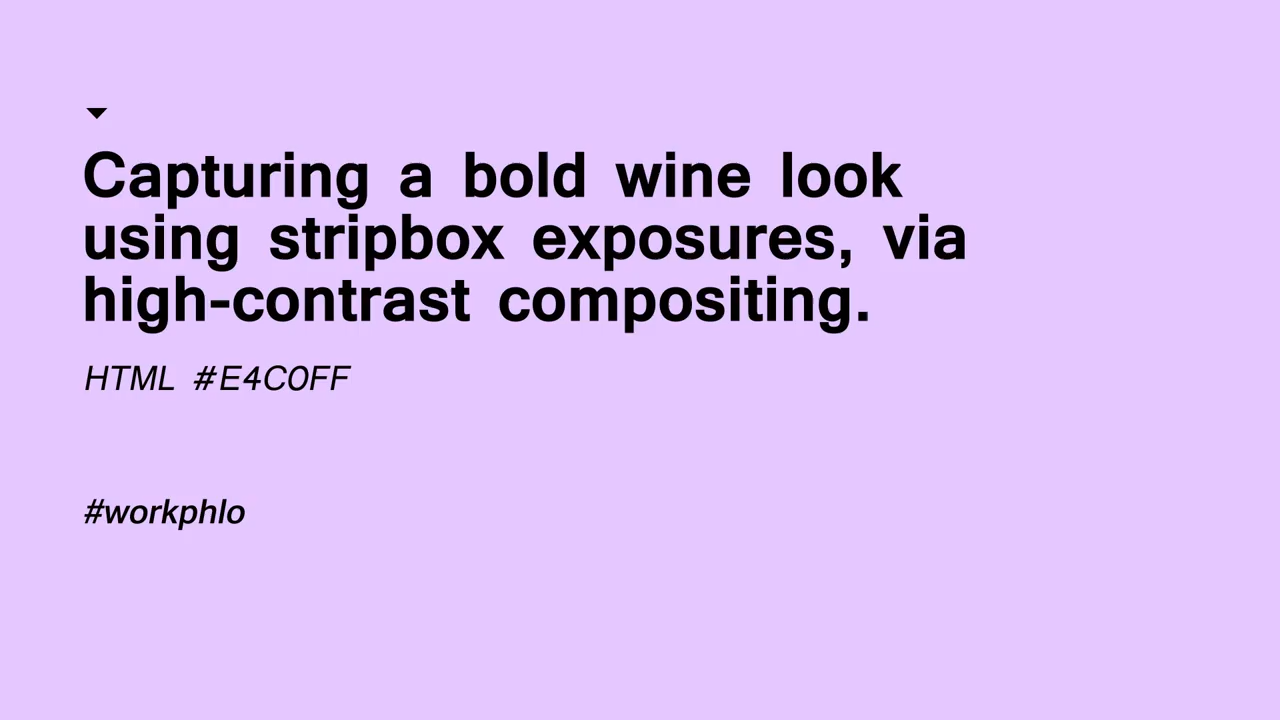 Capturing a bold wine look
using stripbox exposures, via
high-contrast compositing.
HTML #E4C0FF
#workphlo